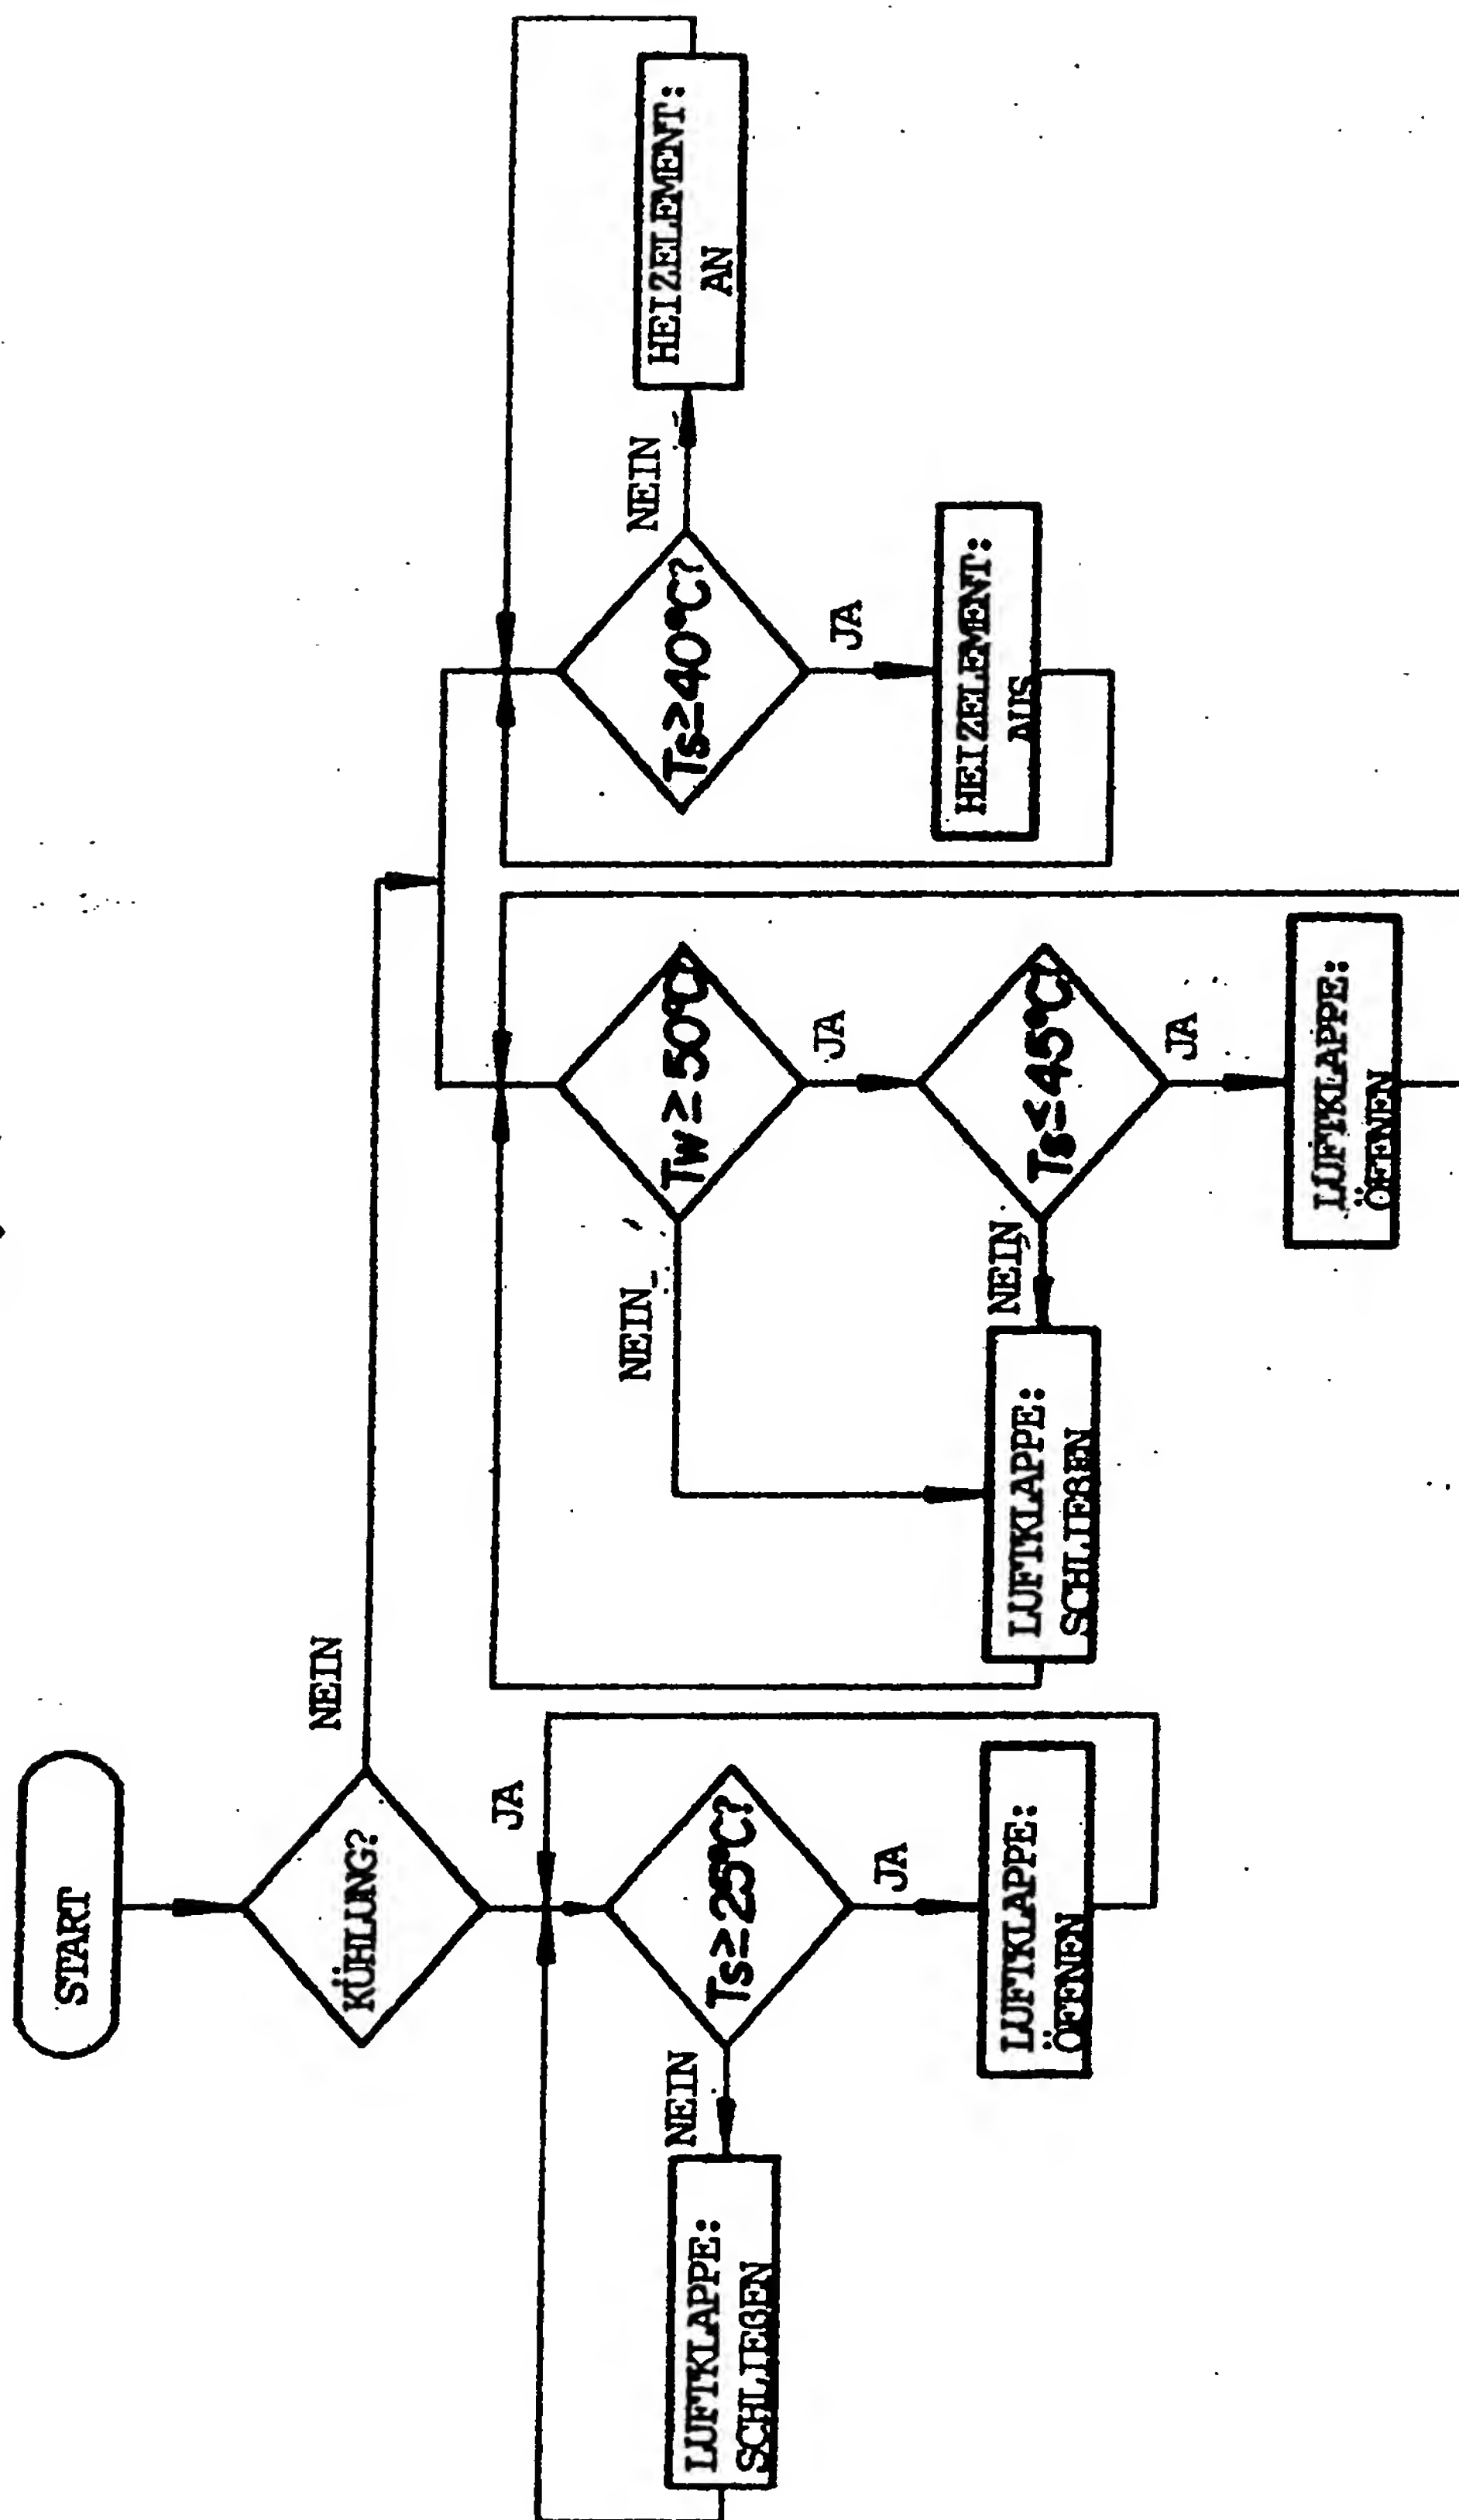 START
KÜHLUNG?
NEIN
JA
Ts≥25°C?
NEIN
LUFTKLAPPE:
SCHLIEßEN
JA
LUFTKLAPPE:
ÖFFNEN
Tw≥50°C?
NEIN
JA
Ts≤45°C?
NEIN
LUFTKLAPPE:
SCHLIEßEN
JA
LUFTKLAPPE:
ÖFFNEN
Ts≥40°C?
NEIN
HEIZELEMENT:
AN
JA
HEIZELEMENT:
AUS